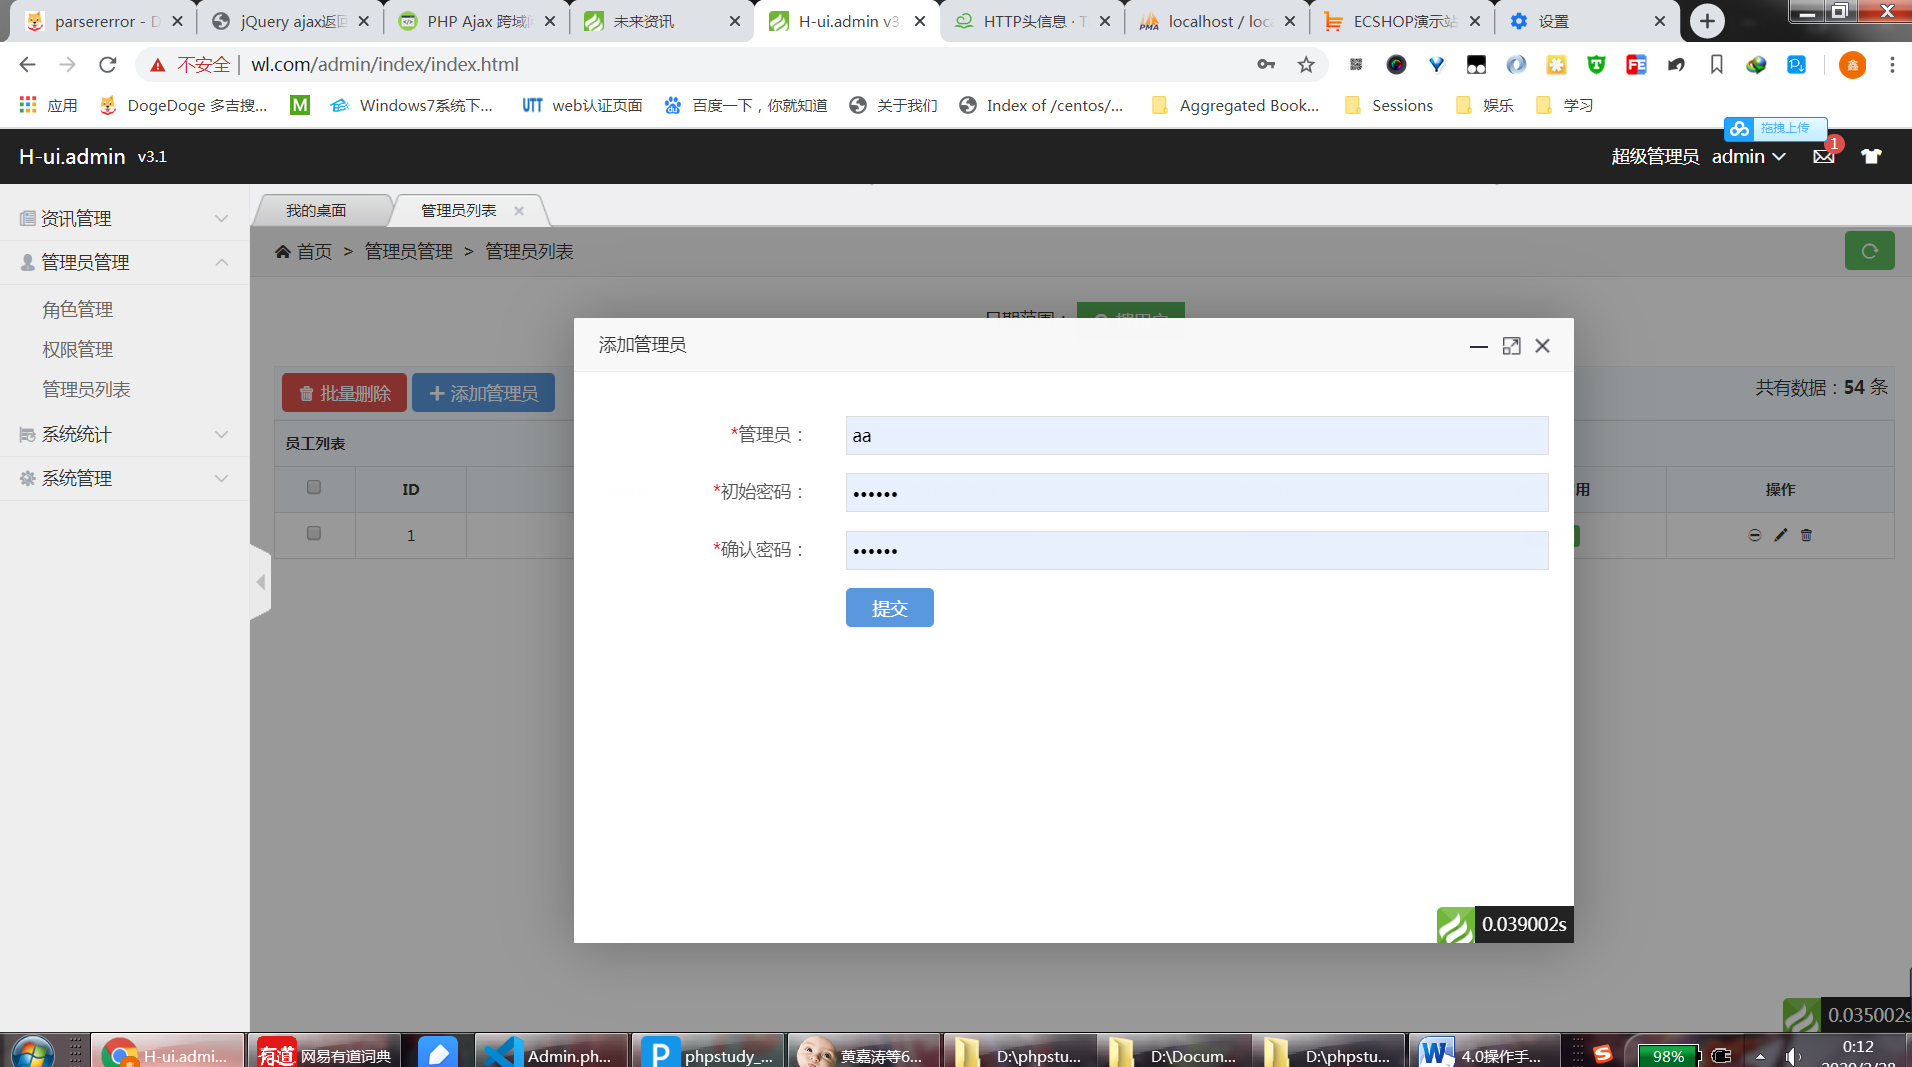 parsererror - D
jQuery ajax返回
PHP Ajax 跨域
未来资讯
H-ui.admin v3.
HTTP头信息 · T
localhost / loca
ECSHOP演示站
设置
不安全 | wl.com/admin/index/index.html
应用
DogeDoge 多吉搜...
M
Windows7系统下...
UTT web认证页面
百度一下，你就知道
关于我们
Index of /centos/...
Aggregated Book...
Sessions
娱乐
学习
拖拽上传
H-ui.admin v3.1
超级管理员 admin
1
资讯管理
管理员管理
角色管理
权限管理
管理员列表
系统统计
系统管理
我的桌面
管理员列表
首页 > 管理员管理 > 管理员列表
日期范围：
搜用户
批量删除
添加管理员
共有数据：54 条
员工列表
ID
用
操作
1
添加管理员
*管理员：
aa
*初始密码：
••••••
*确认密码：
••••••
提交
0.039002s
0.035002s
H-ui.admi...
有道 网易有道词典
Admin.ph...
phpstudy_...
黄嘉涛等6...
D:\phpstu...
D:\Docum...
D:\phpstu...
4.0操作手...
98%
0:12
2020/2/28